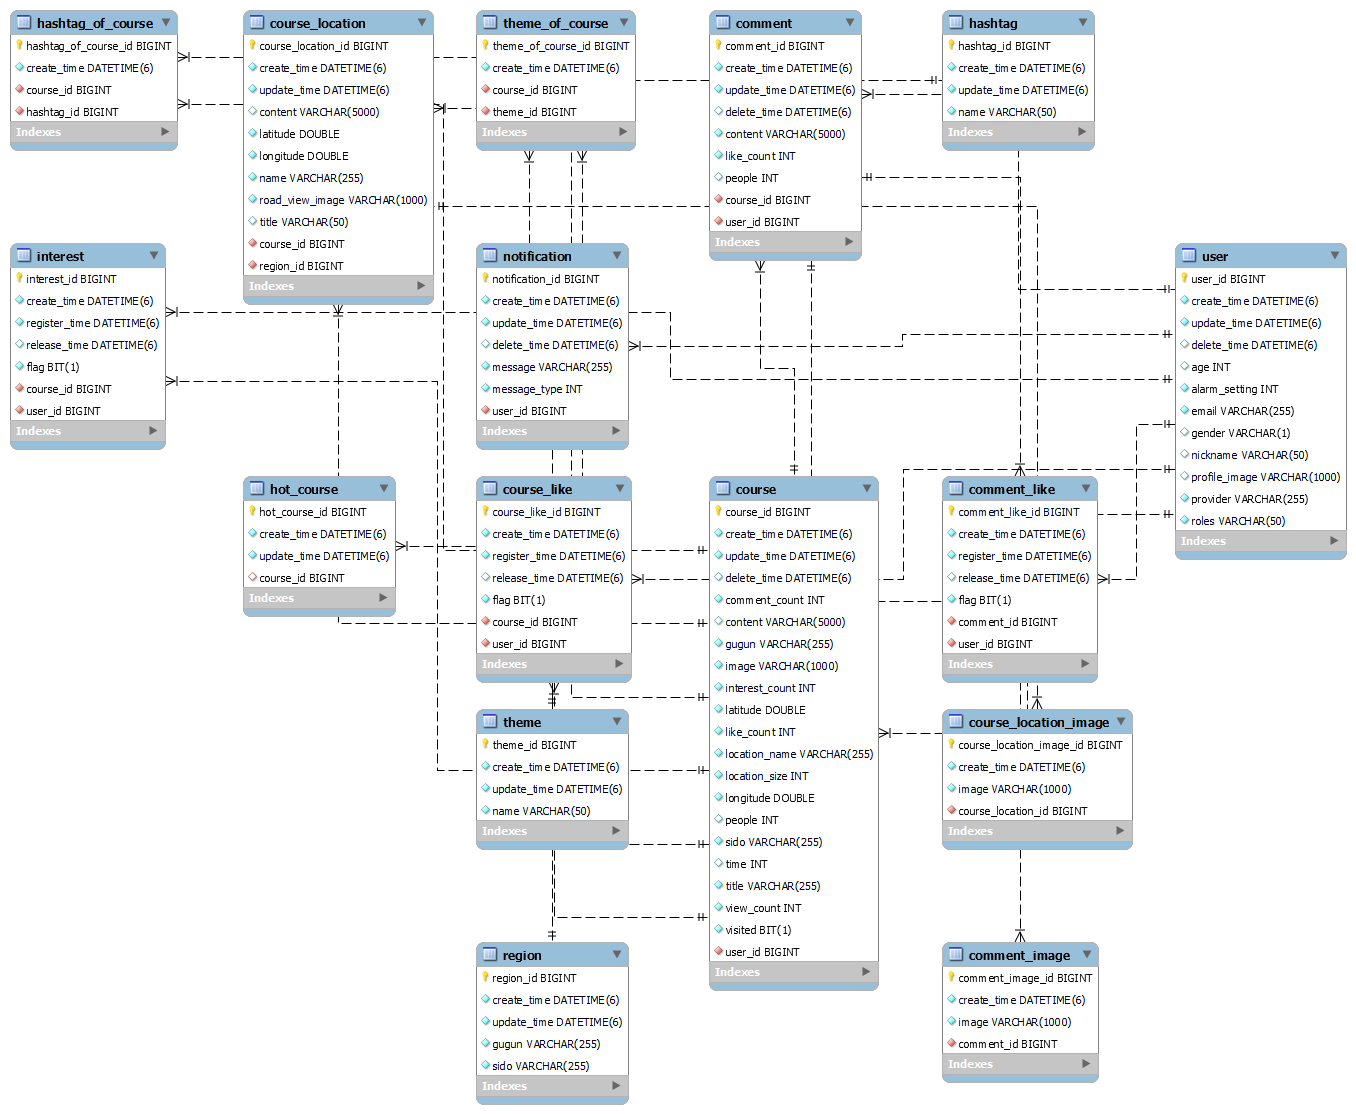 hashtag_of_course
hashtag_of_course_id BIGINT
create_time DATETIME(6)
course_id BIGINT
hashtag_id BIGINT
Indexes
course_location
course_location_id BIGINT
create_time DATETIME(6)
update_time DATETIME(6)
content VARCHAR(5000)
latitude DOUBLE
longitude DOUBLE
name VARCHAR(255)
road_view_image VARCHAR(1000)
title VARCHAR(50)
course_id BIGINT
region_id BIGINT
Indexes
theme_of_course
theme_of_course_id BIGINT
create_time DATETIME(6)
course_id BIGINT
theme_id BIGINT
Indexes
comment
comment_id BIGINT
create_time DATETIME(6)
update_time DATETIME(6)
delete_time DATETIME(6)
content VARCHAR(5000)
like_count INT
people INT
course_id BIGINT
user_id BIGINT
Indexes
hashtag
hashtag_id BIGINT
create_time DATETIME(6)
update_time DATETIME(6)
name VARCHAR(50)
Indexes
interest
interest_id BIGINT
create_time DATETIME(6)
register_time DATETIME(6)
release_time DATETIME(6)
flag BIT(1)
course_id BIGINT
user_id BIGINT
Indexes
notification
notification_id BIGINT
create_time DATETIME(6)
update_time DATETIME(6)
delete_time DATETIME(6)
message VARCHAR(255)
message_type INT
user_id BIGINT
Indexes
user
user_id BIGINT
create_time DATETIME(6)
update_time DATETIME(6)
delete_time DATETIME(6)
age INT
alarm_setting INT
email VARCHAR(255)
gender VARCHAR(1)
nickname VARCHAR(50)
profile_image VARCHAR(1000)
provider VARCHAR(255)
roles VARCHAR(50)
Indexes
hot_course
hot_course_id BIGINT
create_time DATETIME(6)
update_time DATETIME(6)
course_id BIGINT
Indexes
course_like
course_like_id BIGINT
create_time DATETIME(6)
register_time DATETIME(6)
release_time DATETIME(6)
flag BIT(1)
course_id BIGINT
user_id BIGINT
Indexes
course
course_id BIGINT
create_time DATETIME(6)
update_time DATETIME(6)
delete_time DATETIME(6)
comment_count INT
content VARCHAR(5000)
gugun VARCHAR(255)
image VARCHAR(1000)
interest_count INT
latitude DOUBLE
like_count INT
location_name VARCHAR(255)
location_size INT
longitude DOUBLE
people INT
sido VARCHAR(255)
time INT
title VARCHAR(255)
view_count INT
visited BIT(1)
user_id BIGINT
Indexes
comment_like
comment_like_id BIGINT
create_time DATETIME(6)
register_time DATETIME(6)
release_time DATETIME(6)
flag BIT(1)
comment_id BIGINT
user_id BIGINT
Indexes
theme
theme_id BIGINT
create_time DATETIME(6)
update_time DATETIME(6)
name VARCHAR(50)
Indexes
course_location_image
course_location_image_id BIGINT
create_time DATETIME(6)
image VARCHAR(1000)
course_location_id BIGINT
Indexes
region
region_id BIGINT
create_time DATETIME(6)
update_time DATETIME(6)
gugun VARCHAR(255)
sido VARCHAR(255)
Indexes
comment_image
comment_image_id BIGINT
create_time DATETIME(6)
image VARCHAR(1000)
comment_id BIGINT
Indexes